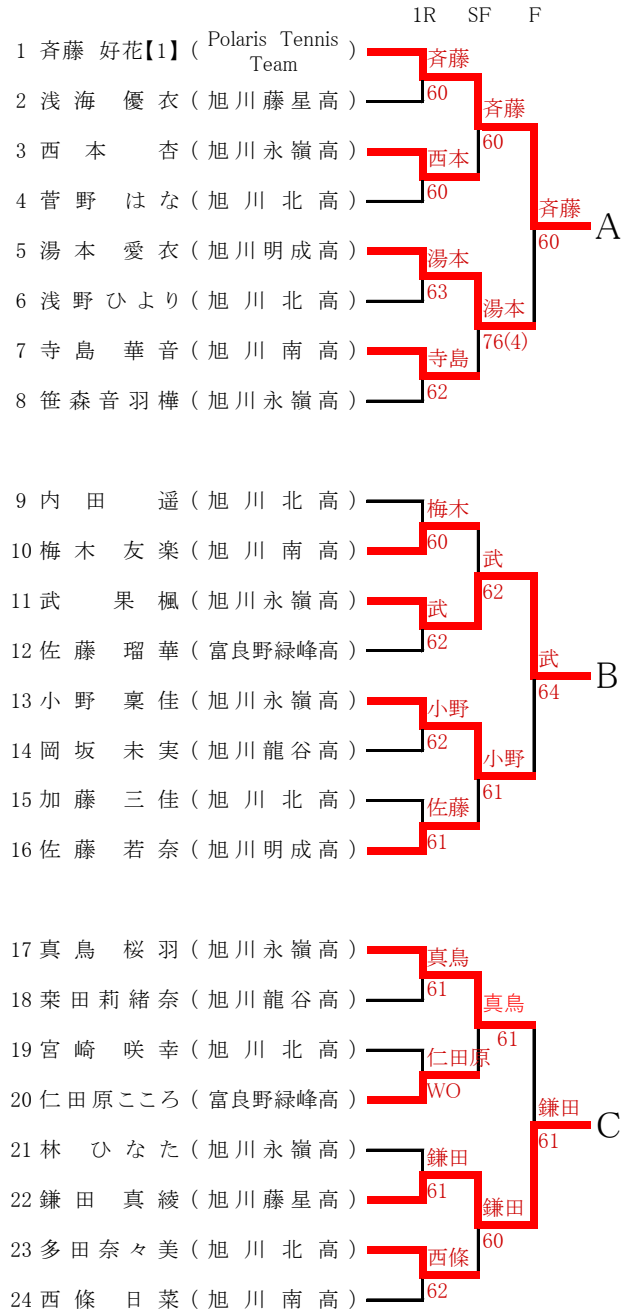 1R SF F
1 斉藤 好花【1】 ( Polaris Tennis Team )
斉藤
2 浅海 優衣 ( 旭川藤星高 )
60
斉藤
3 西本 杏 ( 旭川永嶺高 )
60
西本
4 菅野 はな ( 旭川北高 )
60
斉藤
A
5 湯本 愛衣 ( 旭川明成高 )
60
湯本
6 浅野ひより ( 旭川北高 )
63
湯本
7 寺島 華音 ( 旭川南高 )
76(4)
寺島
8 笹森音羽樺 ( 旭川永嶺高 )
62
9 内田 遥 ( 旭川北高 )
梅木
10 梅木 友楽 ( 旭川南高 )
60
武
11 武 果楓 ( 旭川永嶺高 )
62
武
12 佐藤 瑠華 ( 富良野緑峰高 )
62
武
B
13 小野 稟佳 ( 旭川永嶺高 )
64
小野
14 岡坂 未実 ( 旭川龍谷高 )
62
小野
15 加藤 三佳 ( 旭川北高 )
61
佐藤
16 佐藤 若奈 ( 旭川明成高 )
61
17 真鳥 桜羽 ( 旭川永嶺高 )
真鳥
18 栞田莉緒奈 ( 旭川龍谷高 )
61
真鳥
19 宮崎 咲幸 ( 旭川北高 )
61
仁田原
20 仁田原こころ ( 富良野緑峰高 )
WO
鎌田
C
21 林 ひなた ( 旭川永嶺高 )
61
鎌田
22 鎌田 真綾 ( 旭川藤星高 )
61
鎌田
23 多田奈々美 ( 旭川北高 )
60
西條
24 西條 日菜 ( 旭川南高 )
62